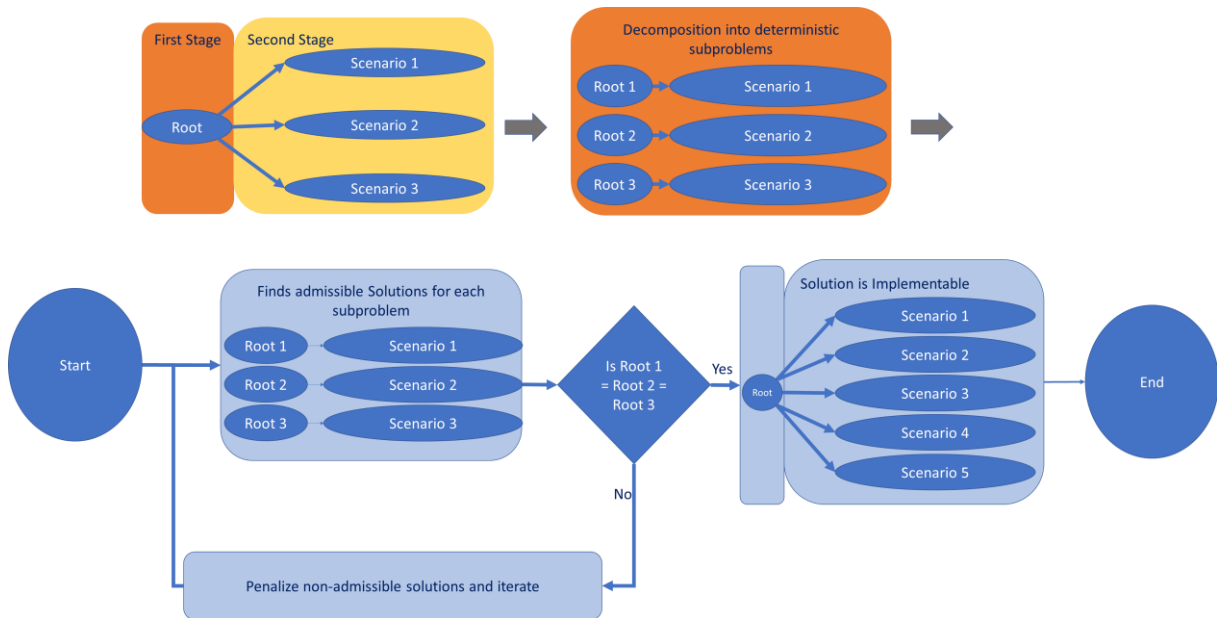 First Stage
Second Stage
Root
Scenario 1
Scenario 2
Scenario 3
Decomposition into deterministic
subproblems
Root 1
Scenario 1
Root 2
Scenario 2
Root 3
Scenario 3
Start
Finds admissible Solutions for each
subproblem
Root 1
Scenario 1
Root 2
Scenario 2
Root 3
Scenario 3
Is Root 1
= Root 2 =
Root 3
Yes
No
Penalize non-admissible solutions and iterate
Solution is Implementable
Root
Scenario 1
Scenario 2
Scenario 3
Scenario 4
Scenario 5
End